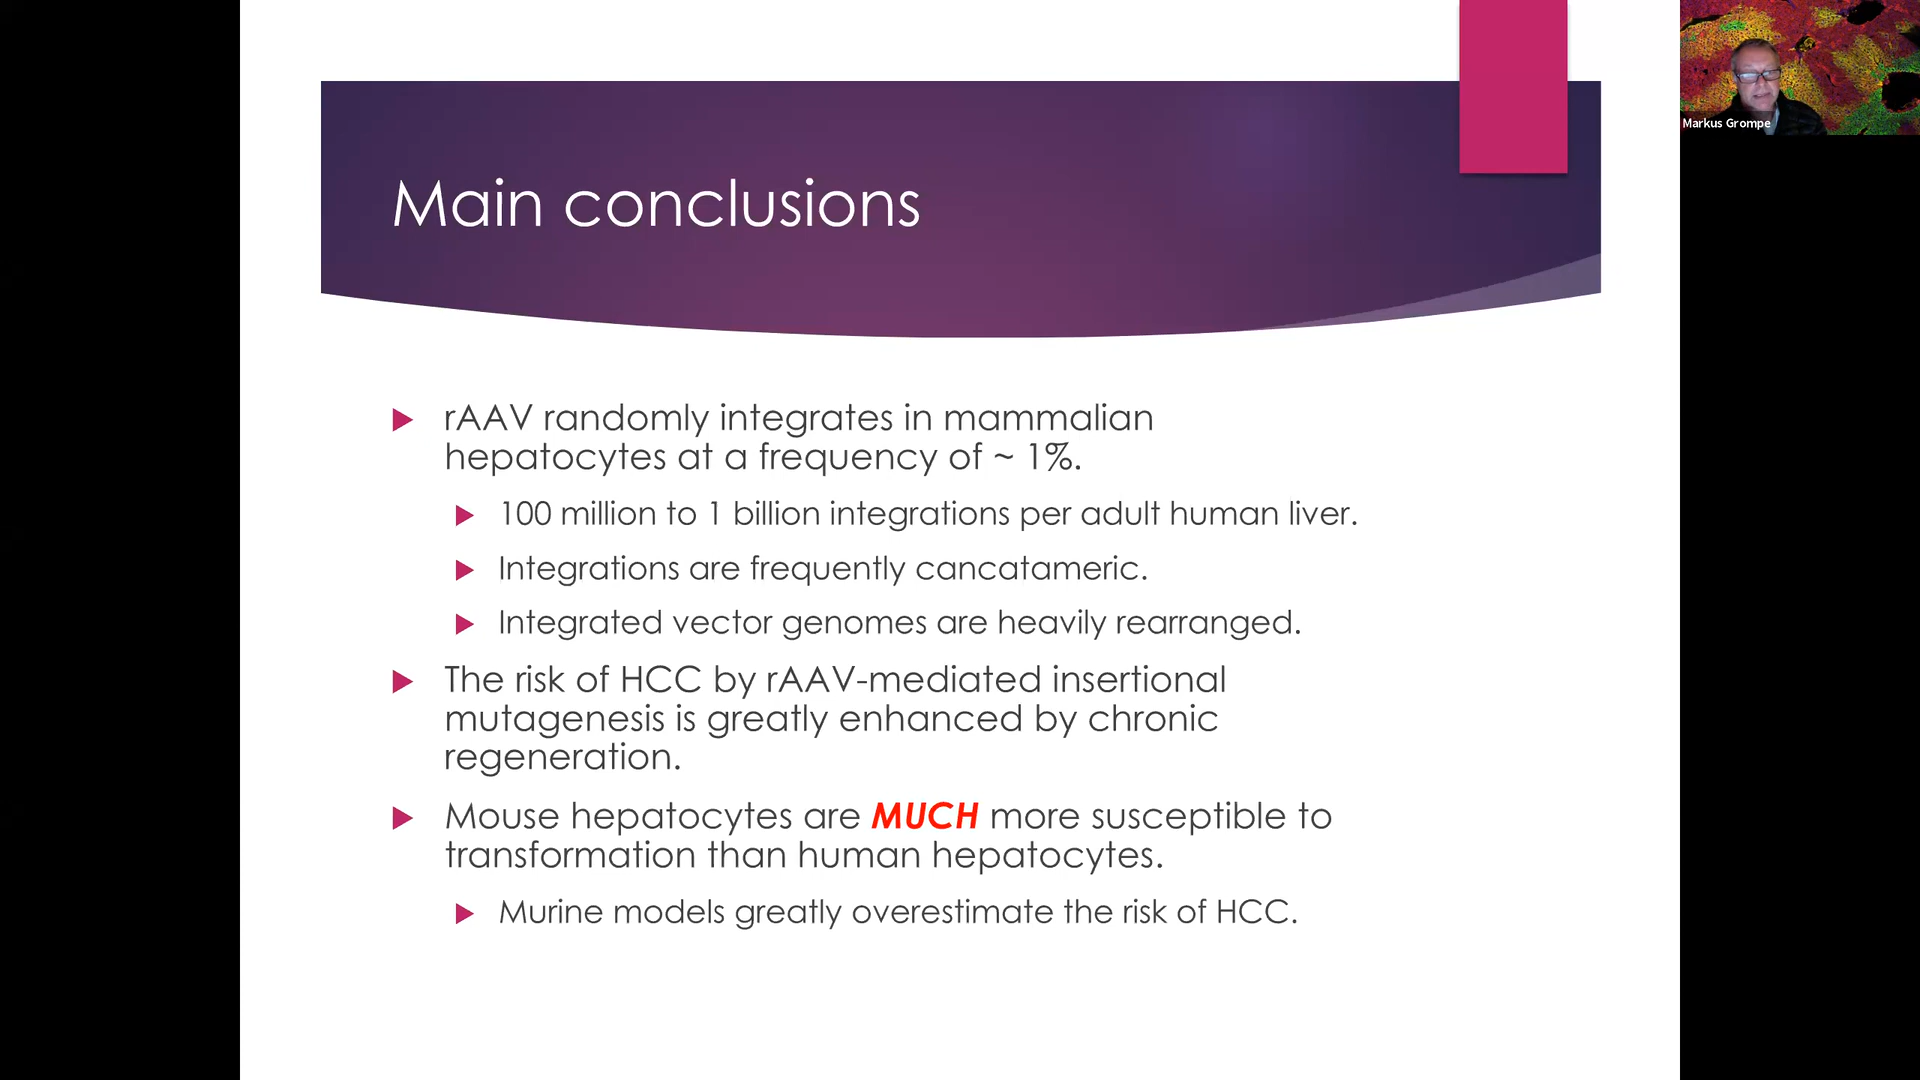 Main conclusions
Markus Grompe
rAAV randomly integrates in mammalian
hepatocytes at a frequency of ~ 1%.
100 million to 1 billion integrations per adult human liver.
Integrations are frequently cancatameric.
Integrated vector genomes are heavily rearranged.
The risk of HCC by rAAV-mediated insertional
mutagenesis is greatly enhanced by chronic
regeneration.
Mouse hepatocytes are MUCH more susceptible to
transformation than human hepatocytes.
Murine models greatly overestimate the risk of HCC.